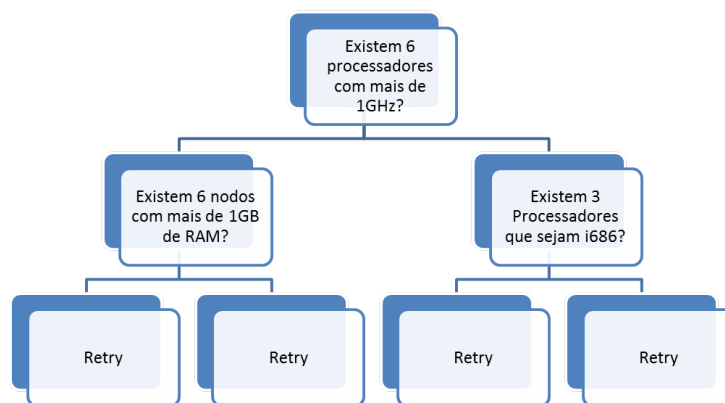 Existem 6
processadores
com mais de
1GHz?
Existem 6 nodos
com mais de 1GB
de RAM?
Existem 3
Processadores
que sejam i686?
Retry
Retry
Retry
Retry